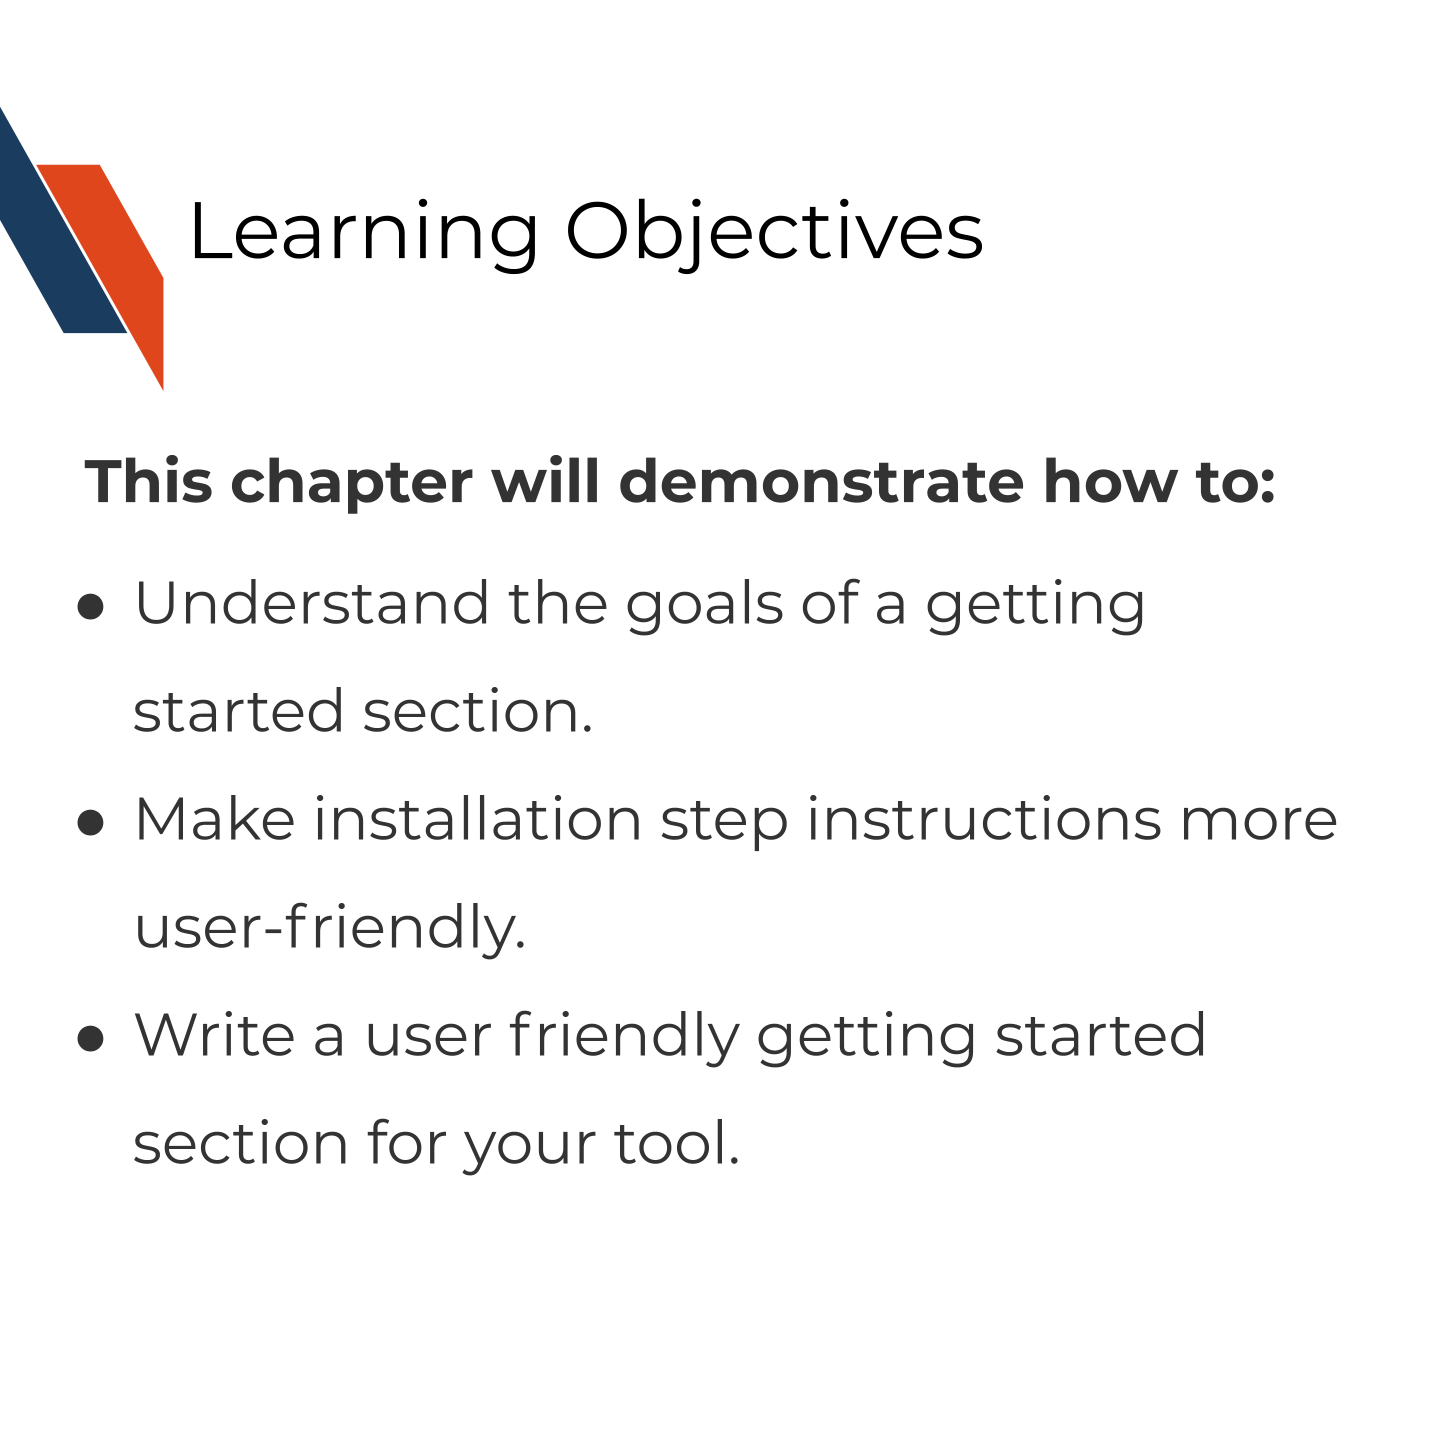 Learning Objectives
This chapter will demonstrate how to:
● Understand the goals of a getting
started section.
● Make installation step instructions more
user-friendly.
● Write a user friendly getting started
section for your tool.